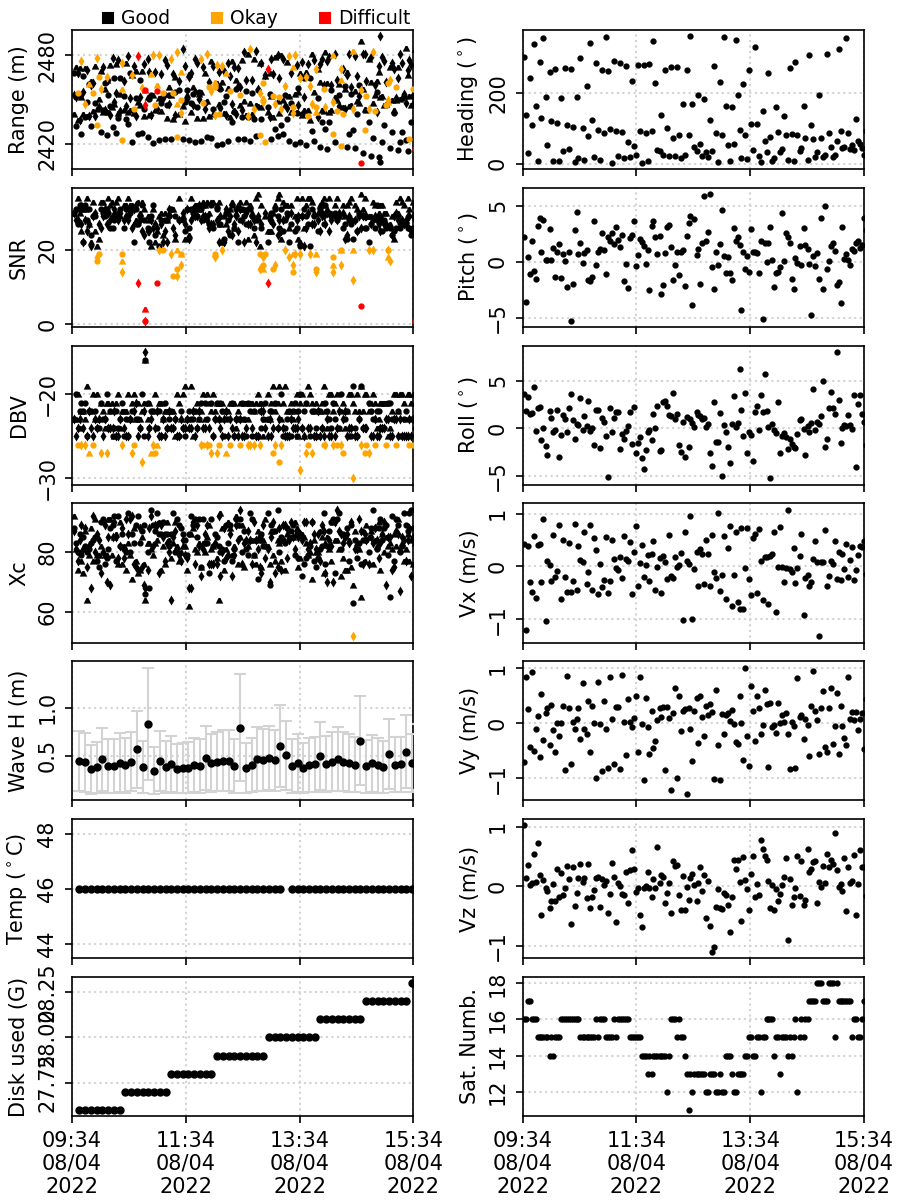 Good Okay Difficult
Range (m)
2480
2420
Heading (°)
200
0
SNR
20
0
Pitch (°)
5
0
−5
DBV
−20
−30
Roll (°)
5
0
−5
Xc
80
60
Vx (m/s)
1
0
−1
Wave H (m)
1.0
0.5
Vy (m/s)
1
0
−1
Temp (°C)
48
46
44
Vz (m/s)
1
0
−1
Disk used (G)
28.25
28.00
27.75
Sat. Numb.
18
16
14
12
09:34 11:34 13:34 15:34 09:34 11:34 13:34 15:34
08/04 08/04 08/04 08/04 08/04 08/04 08/04 08/04
2022 2022 2022 2022 2022 2022 2022 2022